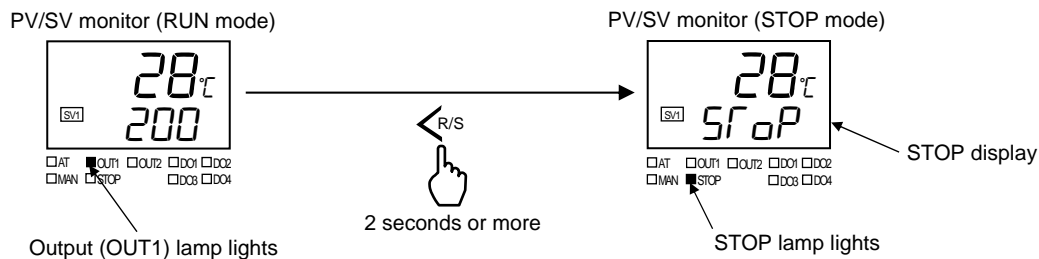 PV/SV monitor (RUN mode)
28℃
SV1
200
AT OUT1 OUT2 DO1 DO2
MAN STOP DO3 DO4
Output (OUT1) lamp lights
R/S
2 seconds or more
PV/SV monitor (STOP mode)
28℃
SV1
SToP
AT OUT1 OUT2 DO1 DO2
MAN STOP DO3 DO4
STOP display
STOP lamp lights